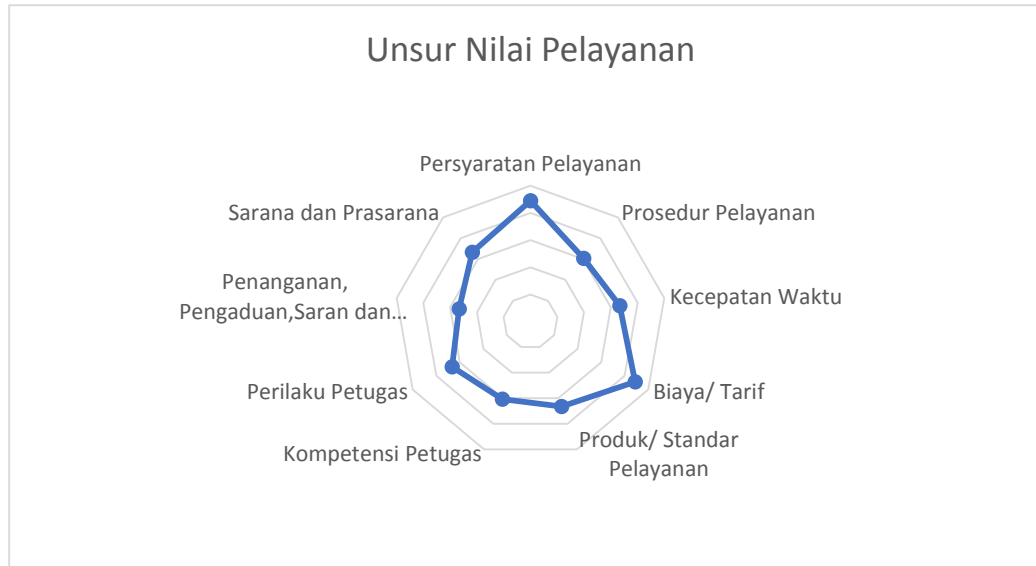 Unsur Nilai Pelayanan
Persyaratan Pelayanan
Prosedur Pelayanan
Kecepatan Waktu
Biaya/ Tarif
Produk/ Standar
Pelayanan
Kompetensi Petugas
Perilaku Petugas
Penanganan,
Pengaduan,Saran dan...
Sarana dan Prasarana